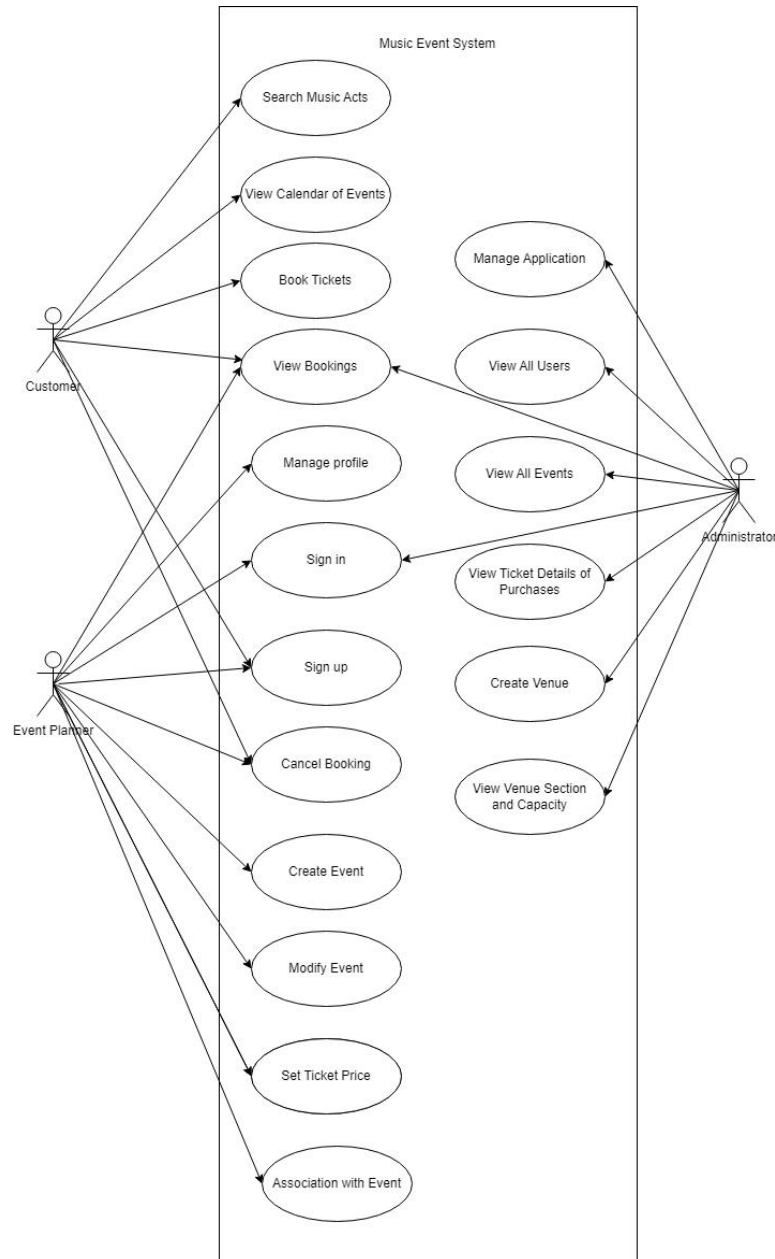 Music Event System
Search Music Acts
View Calendar of Events
Book Tickets
View Bookings
Manage profile
Sign in
Sign up
Cancel Booking
Create Event
Modify Event
Set Ticket Price
Association with Event
Manage Application
View All Users
View All Events
View Ticket Details of
Purchases
Create Venue
View Venue Section
and Capacity
Customer
Event Planner
Administrator